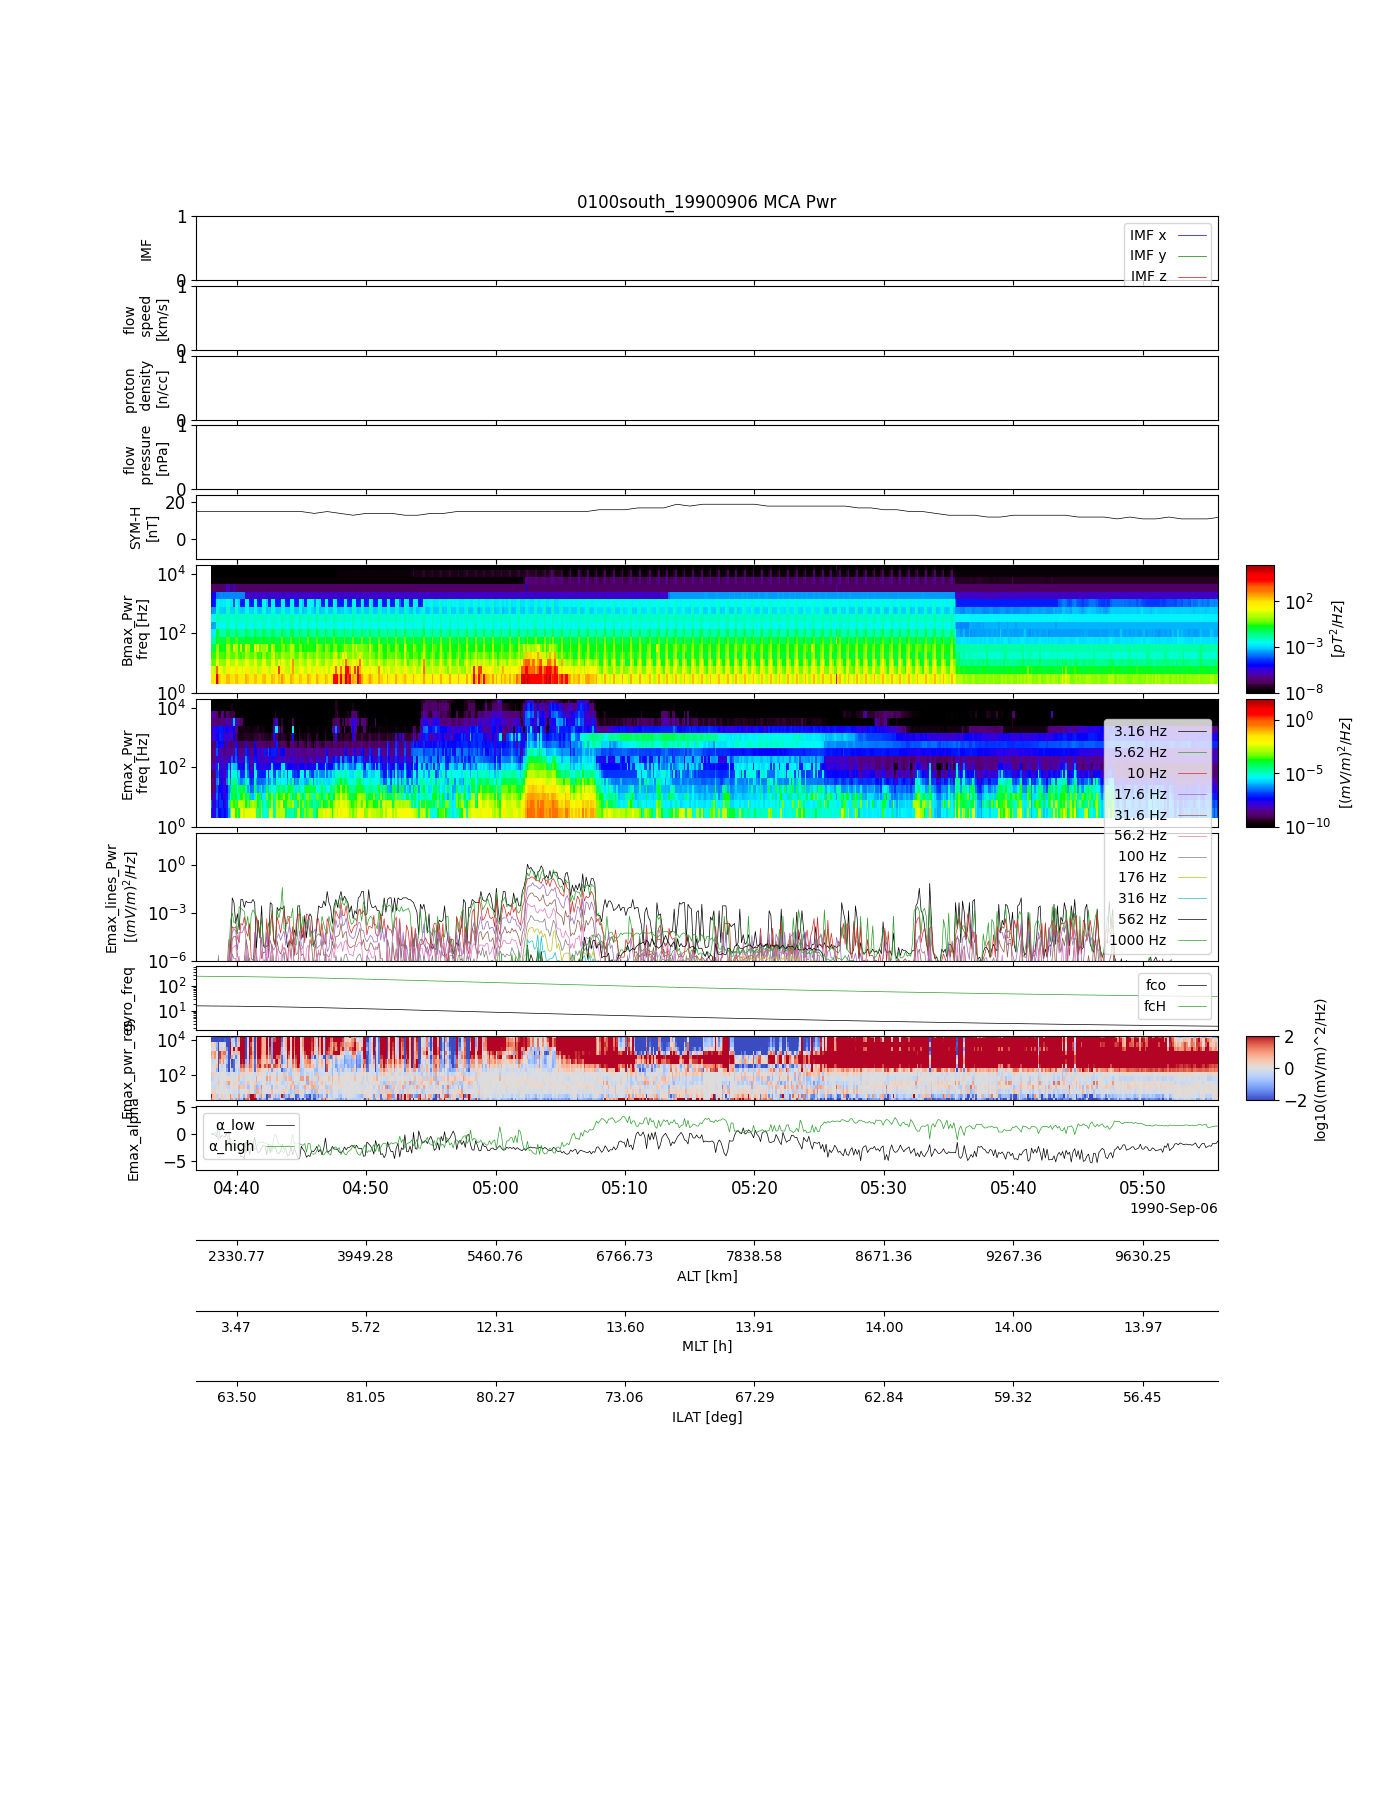 0100south_19900906 MCA Pwr
1
0
IMF
IMF x
IMF y
IMF z
1
0
flow
speed
[km/s]
1
0
proton
density
[n/cc]
1
0
flow
pressure
[nPa]
20
0
SYM-H
[nT]
10^4
10^2
10^0
Bmax_Pwr
freq [Hz]
10^2
10^-3
10^-8
[pT^2/Hz]
10^4
10^2
10^0
Emax_Pwr
freq [Hz]
10^0
10^-5
10^-10
[(mV/m)^2/Hz]
3.16 Hz
5.62 Hz
10 Hz
17.6 Hz
31.6 Hz
56.2 Hz
100 Hz
176 Hz
316 Hz
562 Hz
1000 Hz
10^0
10^-3
10^-6
Emax_lines_Pwr
[(mV/m)^2/Hz]
10^2
10^1
gyro_freq
fco
fcH
10^4
10^2
Emax_pwr_res
2
0
−2
log10((mV/m)^2/Hz)
5
0
−5
Emax_alpha
α_low
α_high
04:40 04:50 05:00 05:10 05:20 05:30 05:40 05:50
1990-Sep-06
2330.77 3949.28 5460.76 6766.73 7838.58 8671.36 9267.36 9630.25
ALT [km]
3.47 5.72 12.31 13.60 13.91 14.00 14.00 13.97
MLT [h]
63.50 81.05 80.27 73.06 67.29 62.84 59.32 56.45
ILAT [deg]